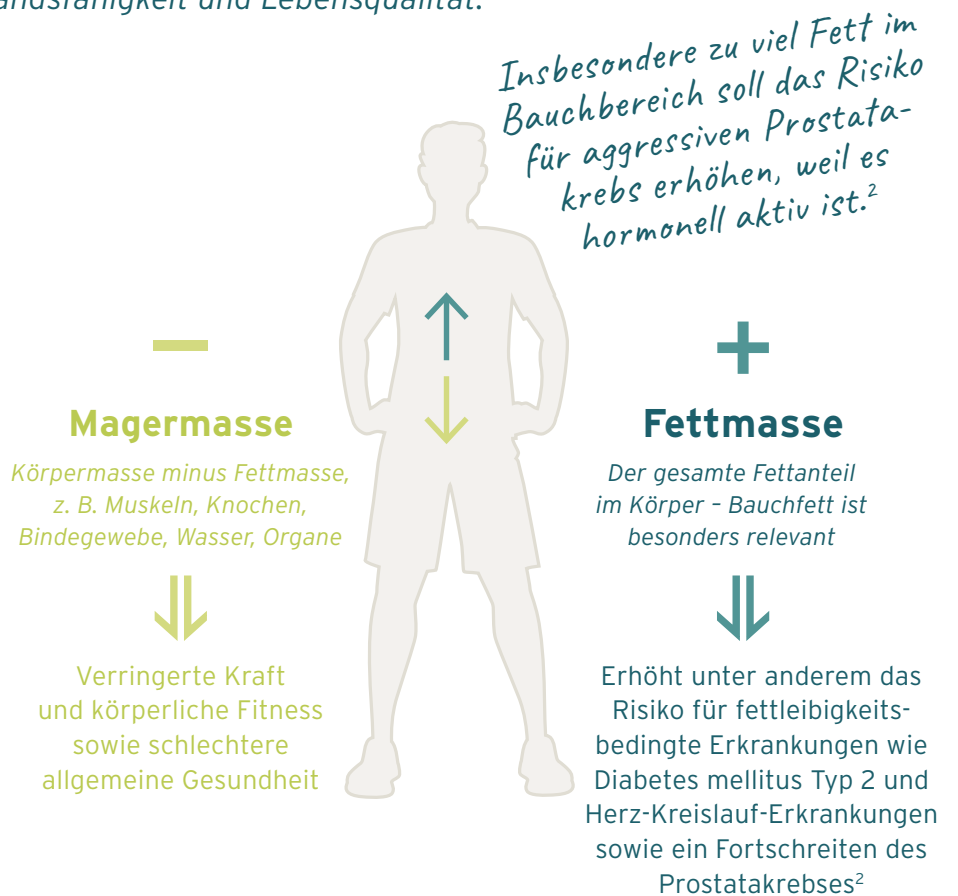 andsfähigkeit und Lebensqualität.
Insbesondere zu viel Fett im
Bauchbereich soll das Risiko
für aggressiven Prostata-
krebs erhöhen, weil es
hormonell aktiv ist.²
–
Magermasse
Körpermasse minus Fettmasse,
z. B. Muskeln, Knochen,
Bindegewebe, Wasser, Organe
Verringerte Kraft
und körperliche Fitness
sowie schlechtere
allgemeine Gesundheit
+
Fettmasse
Der gesamte Fettanteil
im Körper – Bauchfett ist
besonders relevant
Erhöht unter anderem das
Risiko für fettleibigkeits-
bedingte Erkrankungen wie
Diabetes mellitus Typ 2 und
Herz-Kreislauf-Erkrankungen
sowie ein Fortschreiten des
Prostatakrebses²